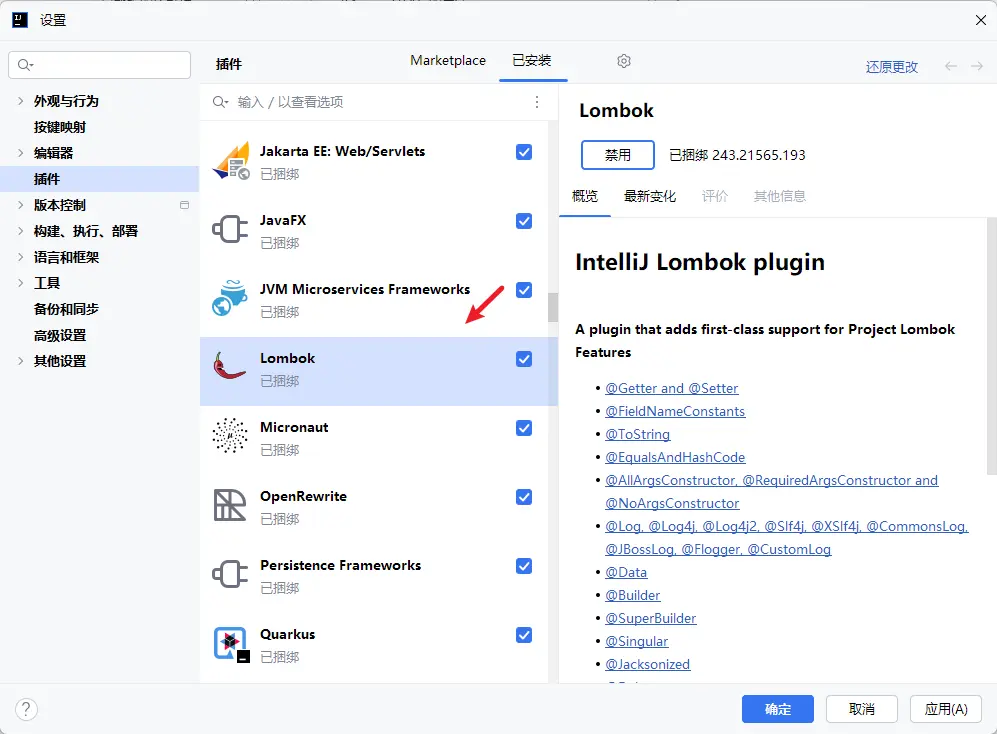 设置
外观与行为
按键映射
编辑器
插件
版本控制
构建、执行、部署
语言和框架
工具
备份和同步
高级设置
其他设置
插件
Marketplace
已安装
还原更改
输入 / 以查看选项
Jakarta EE: Web/Servlets
已捆绑
JavaFX
已捆绑
JVM Microservices Frameworks
已捆绑
Lombok
已捆绑
Micronaut
已捆绑
OpenRewrite
已捆绑
Persistence Frameworks
已捆绑
Quarkus
已捆绑
Lombok
禁用 已捆绑 243.21565.193
概览 最新变化 评价 其他信息
IntelliJ Lombok plugin
A plugin that adds first-class support for Project Lombok
Features
• @Getter and @Setter
• @FieldNameConstants
• @ToString
• @EqualsAndHashCode
• @AllArgsConstructor, @RequiredArgsConstructor and
@NoArgsConstructor
• @Log, @Log4j, @Log4j2, @Slf4j, @XSlf4j, @CommonsLog,
@JBossLog, @Flogger, @CustomLog
• @Data
• @Builder
• @SuperBuilder
• @Singular
• @Jacksonized
?
确定 取消 应用(A)